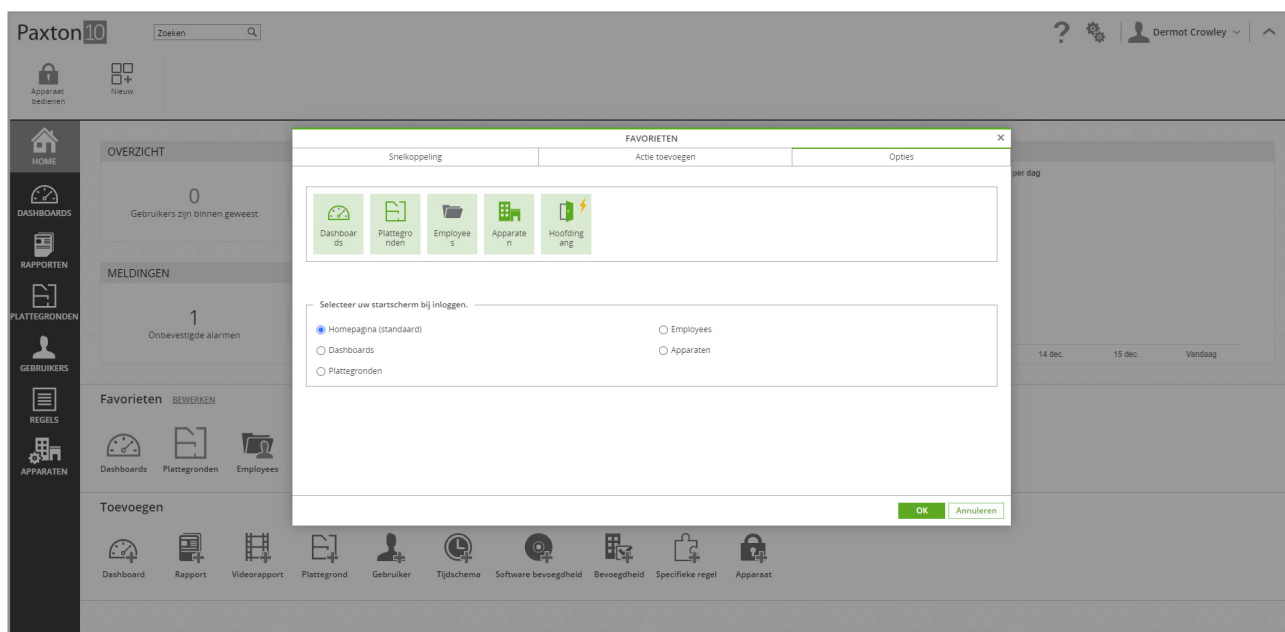 Paxton10
Zoeken
Dermot Crowley
Apparaat
bedienen
Nieuw
HOME
DASHBOARDS
RAPPORTEN
PLATTEGRONDEN
GEBRUIKERS
REGELS
APPARATEN
OVERZICHT
0
Gebruikers zijn binnen geweest
MELDINGEN
1
Onbevestigde alarmen
per dag
14 dec.
15 dec.
Vandaag
FAVORIETEN
Snelkoppeling
Actie toevoegen
Opties
Dashboar
ds
Plattegro
nden
Employee
s
Apparate
n
Hoofding
ang
Selecteer uw startscherm bij inloggen.
Homepagina (standaard)
Employees
Dashboards
Apparaten
Plattegronden
OK
Annuleren
Favorieten BEWERKEN
Dashboards
Plattegronden
Employees
Toevoegen
Dashboard
Rapport
Videorapport
Plattegrond
Gebruiker
Tijdschema
Software bevoegdheid
Bevoegdheid
Specifieke regel
Apparaat